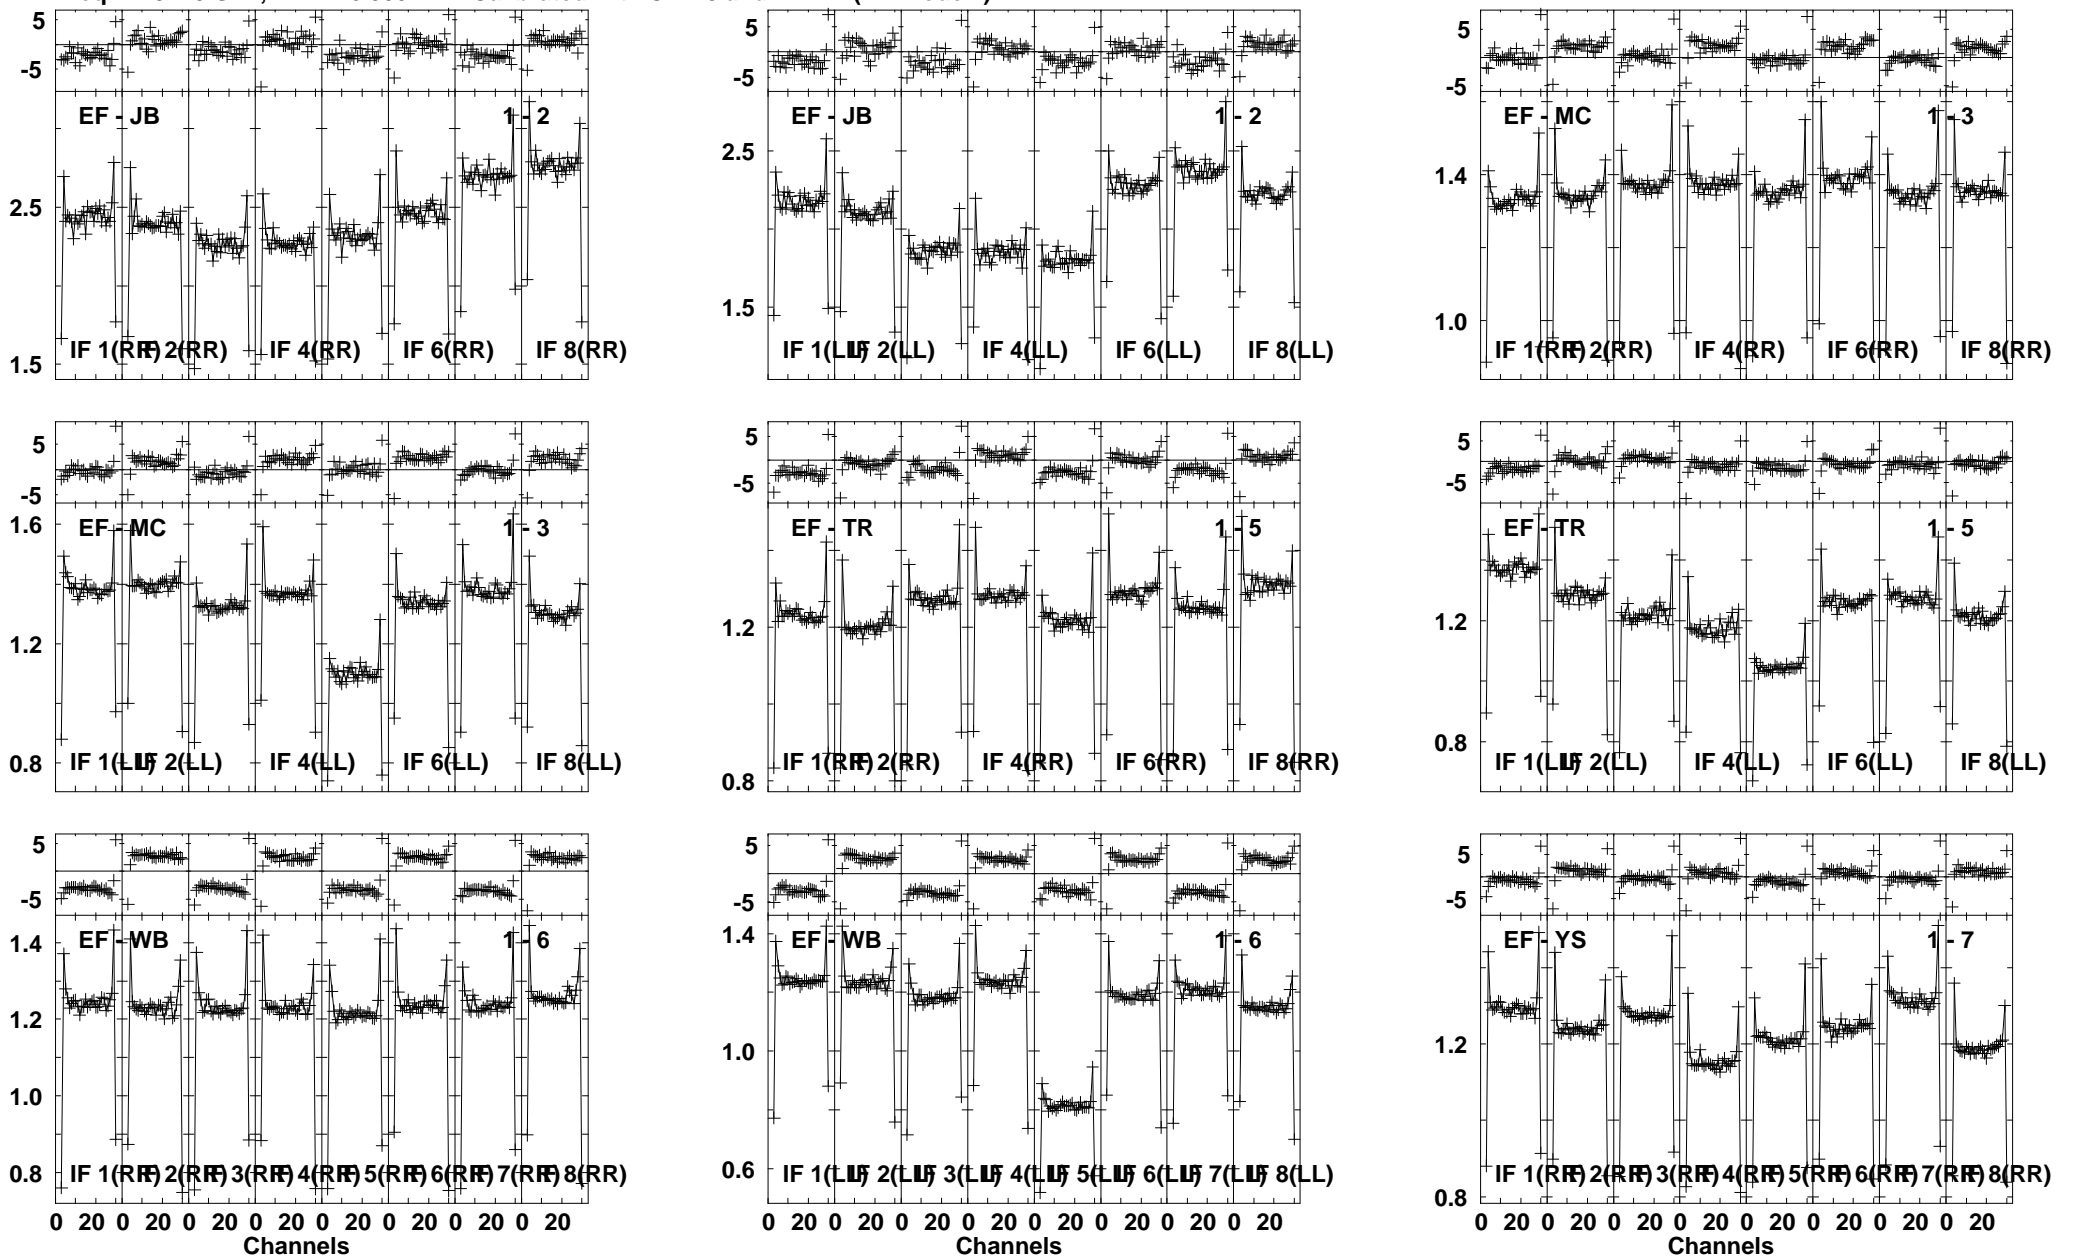 5
-5
EF - JB 1 - 2
2.5
1.5
IF 1(RR) IF 2(RR) IF 4(RR) IF 6(RR) IF 8(RR)
5
-5
EF - JB 1 - 2
2.5
1.5
IF 1(LL) IF 2(LL) IF 4(LL) IF 6(LL) IF 8(LL)
5
-5
EF - MC 1 - 3
1.4
1.0
IF 1(RR) IF 2(RR) IF 4(RR) IF 6(RR) IF 8(RR)
5
-5
EF - MC 1 - 3
1.6
1.2
0.8
IF 1(LL) IF 2(LL) IF 4(LL) IF 6(LL) IF 8(LL)
5
-5
EF - TR 1 - 5
1.2
0.8
IF 1(RR) IF 2(RR) IF 4(RR) IF 6(RR) IF 8(RR)
5
-5
EF - TR 1 - 5
1.2
0.8
IF 1(LL) IF 2(LL) IF 4(LL) IF 6(LL) IF 8(LL)
5
-5
EF - WB 1 - 6
1.4
1.2
1.0
0.8
IF 1(RR) IF 2(RR) IF 3(RR) IF 4(RR) IF 5(RR) IF 6(RR) IF 7(RR) IF 8(RR)
0 20 0 20 0 20 0 20 0 20 0 20 0 20 0 20
Channels
5
-5
EF - WB 1 - 6
1.4
1.0
0.6
IF 1(LL) IF 2(LL) IF 3(LL) IF 4(LL) IF 5(LL) IF 6(LL) IF 7(LL) IF 8(LL)
0 20 0 20 0 20 0 20 0 20 0 20 0 20 0 20
Channels
5
-5
EF - YS 1 - 7
1.2
0.8
IF 1(RR) IF 2(RR) IF 3(RR) IF 4(RR) IF 5(RR) IF 6(RR) IF 7(RR) IF 8(RR)
0 20 0 20 0 20 0 20 0 20 0 20 0 20 0 20
Channels